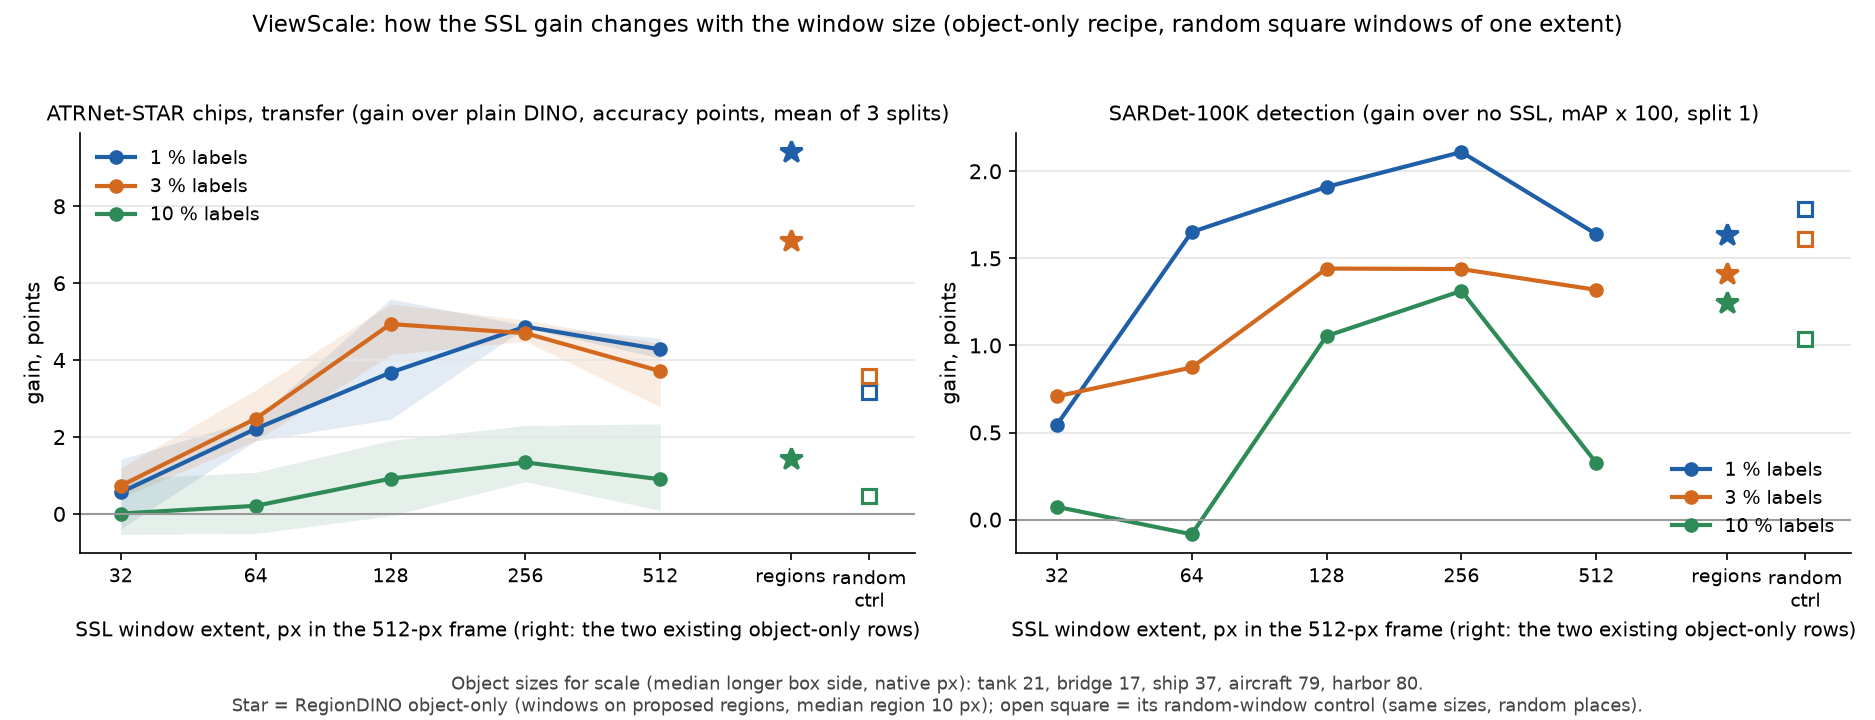 ViewScale: how the SSL gain changes with the window size (object-only recipe, random square windows of one extent)
ATRNet-STAR chips, transfer (gain over plain DINO, accuracy points, mean of 3 splits)
1 % labels
3 % labels
10 % labels
gain, points
8
6
4
2
0
32 64 128 256 512 regions random
ctrl
SSL window extent, px in the 512-px frame (right: the two existing object-only rows)
SARDet-100K detection (gain over no SSL, mAP x 100, split 1)
gain, points
2.0
1.5
1.0
0.5
0.0
1 % labels
3 % labels
10 % labels
32 64 128 256 512 regions random
ctrl
SSL window extent, px in the 512-px frame (right: the two existing object-only rows)
Object sizes for scale (median longer box side, native px): tank 21, bridge 17, ship 37, aircraft 79, harbor 80.
Star = RegionDINO object-only (windows on proposed regions, median region 10 px); open square = its random-window control (same sizes, random places).